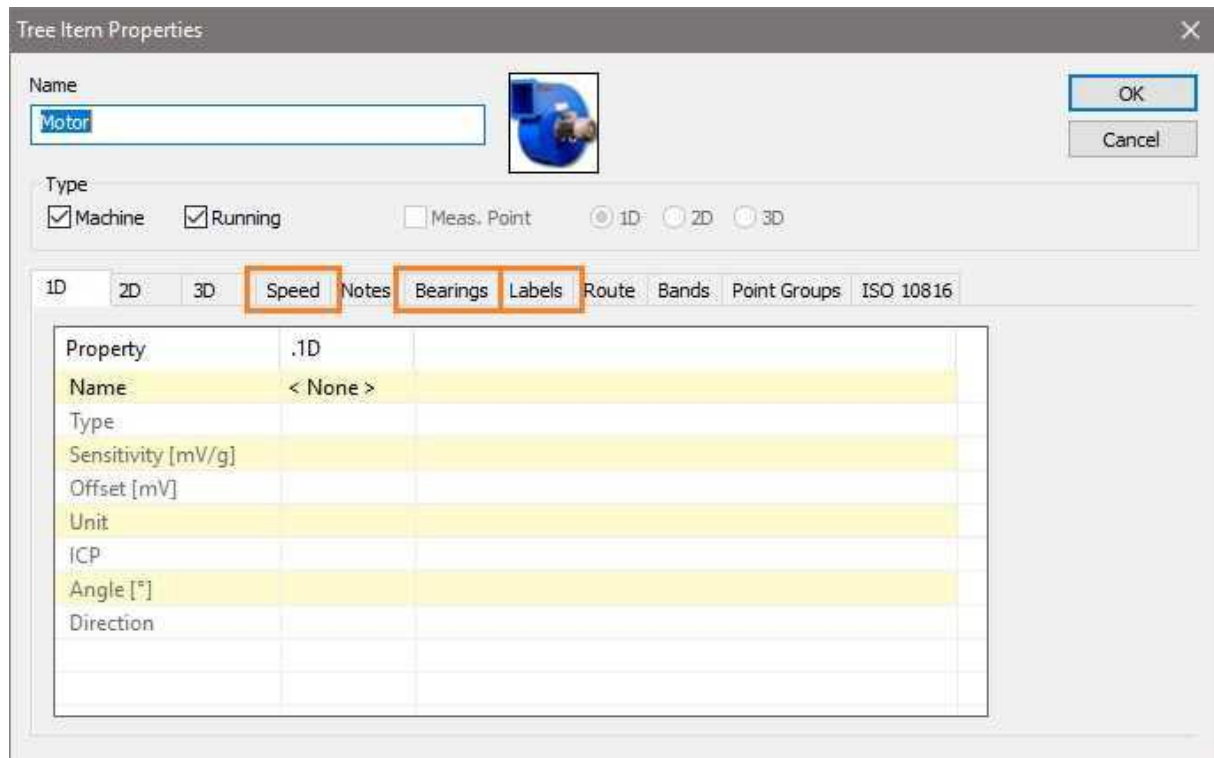 Tree Item Properties
Name
Motor
OK
Cancel
Type
Machine Running Meas. Point 1D 2D 3D
1D 2D 3D Speed Notes Bearings Labels Route Bands Point Groups ISO 10816
Property .1D
Name < None >
Type
Sensitivity [mV/g]
Offset [mV]
Unit
ICP
Angle [°]
Direction